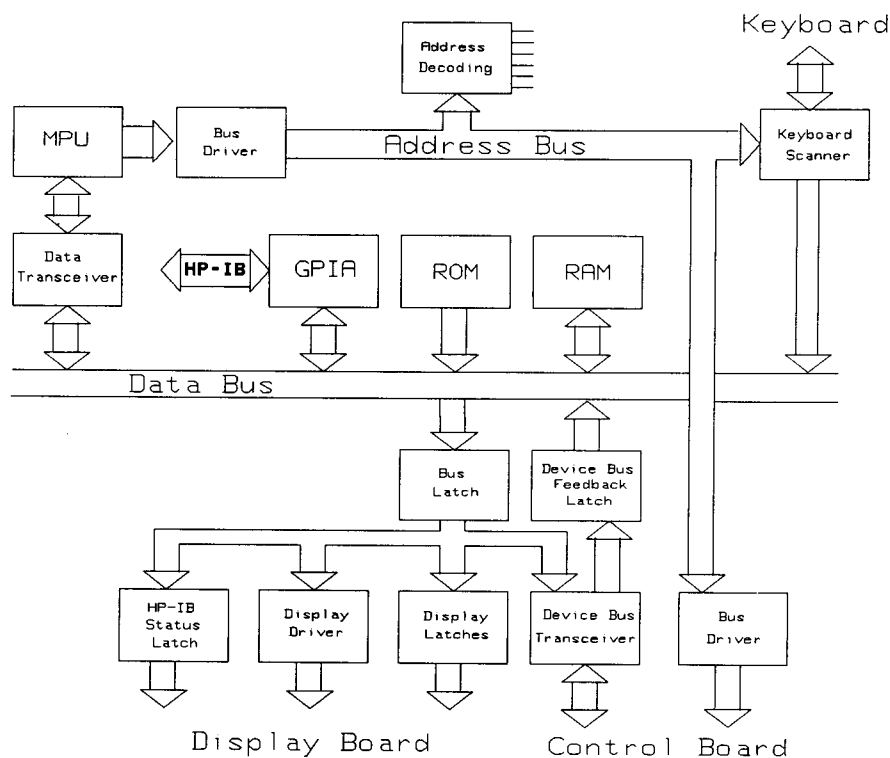 Keyboard
Address
Decoding
MPU
Bus
Driver
Address Bus
Keyboard
Scanner
Data
Transceiver
HP-IB
GPIA
ROM
RAM
Data Bus
Bus
Latch
Device Bus
Feedback
Latch
HP-IB
Status
Latch
Display
Driver
Display
Latches
Device Bus
Transceiver
Bus
Driver
Display Board
Control Board